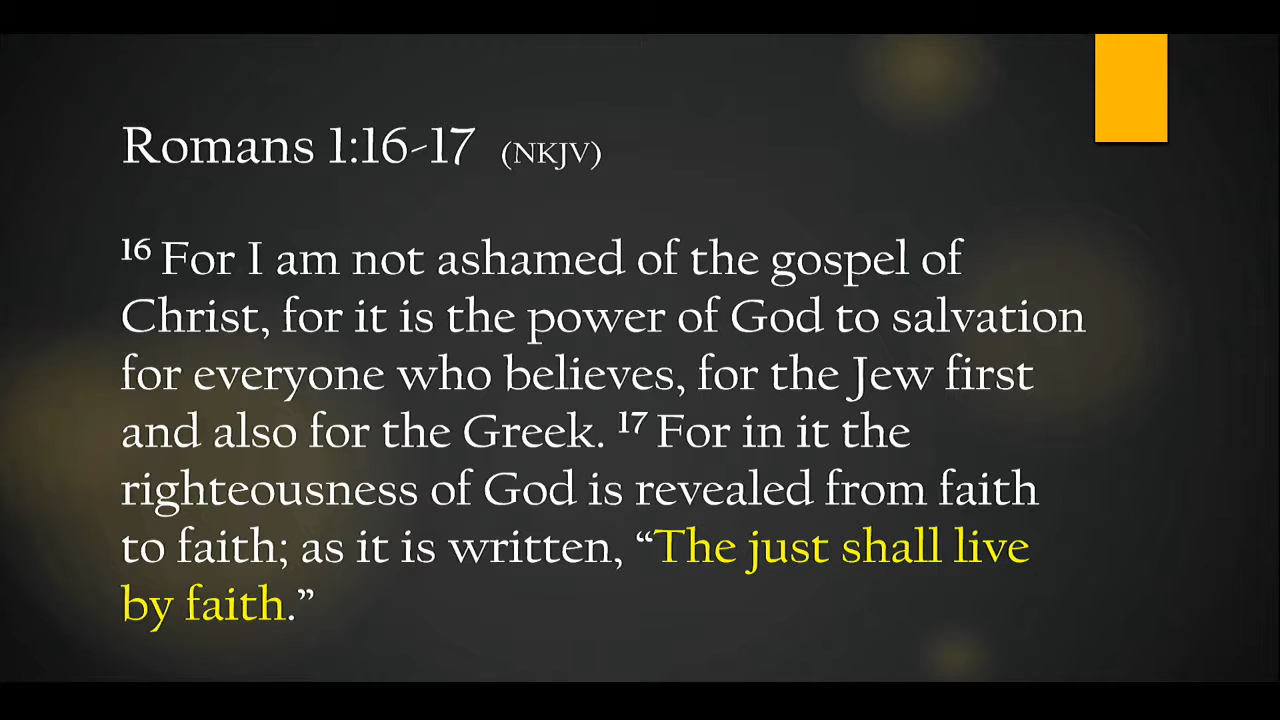 Romans 1:16-17 (NKJV)
16 For I am not ashamed of the gospel of
Christ, for it is the power of God to salvation
for everyone who believes, for the Jew first
and also for the Greek. 17 For in it the
righteousness of God is revealed from faith
to faith; as it is written, “The just shall live
by faith.”